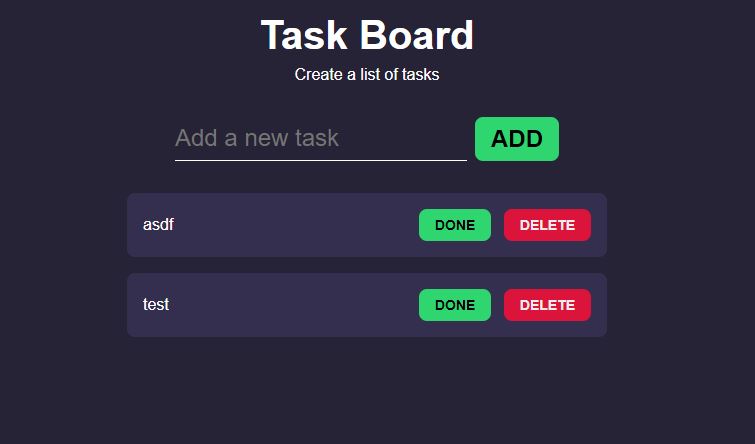 Task Board
Create a list of tasks
Add a new task ADD
asdf DONE DELETE
test DONE DELETE